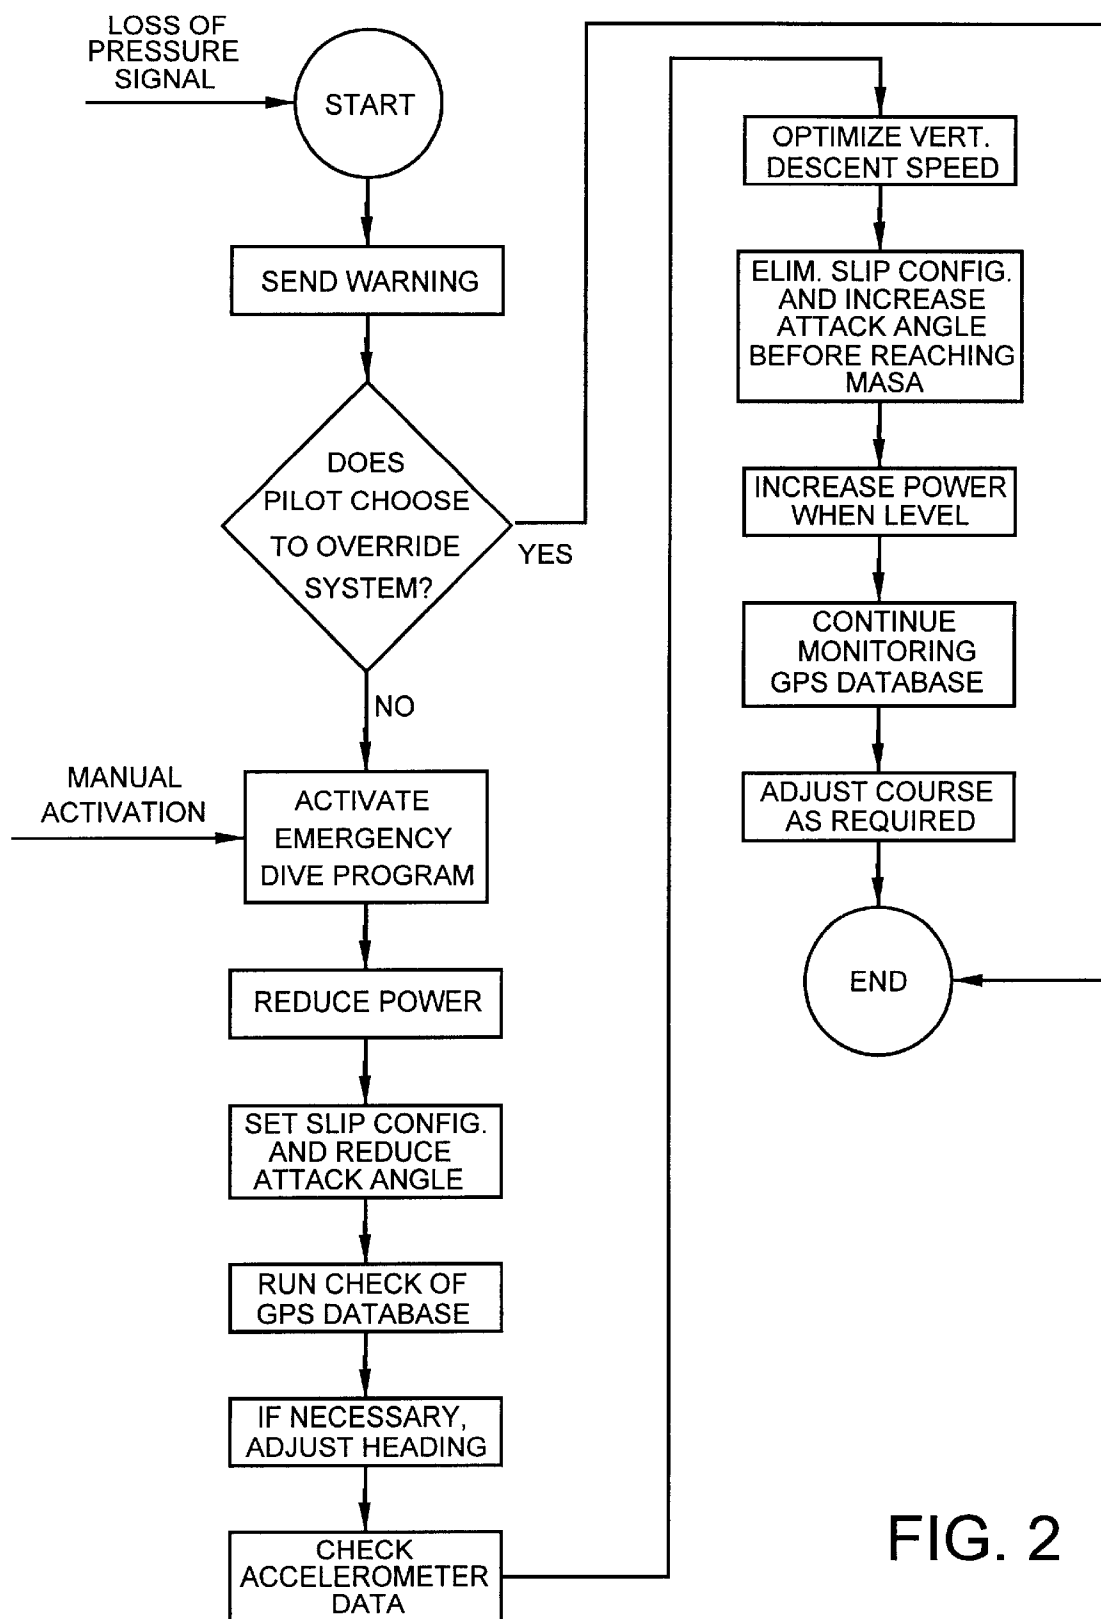 LOSS OF
PRESSURE
SIGNAL
START
SEND WARNING
DOES
PILOT CHOOSE
TO OVERRIDE
SYSTEM?
YES
NO
MANUAL
ACTIVATION
ACTIVATE
EMERGENCY
DIVE PROGRAM
REDUCE POWER
SET SLIP CONFIG.
AND REDUCE
ATTACK ANGLE
RUN CHECK OF
GPS DATABASE
IF NECESSARY,
ADJUST HEADING
CHECK
ACCELEROMETER
DATA
OPTIMIZE VERT.
DESCENT SPEED
ELIM. SLIP CONFIG.
AND INCREASE
ATTACK ANGLE
BEFORE REACHING
MASA
INCREASE POWER
WHEN LEVEL
CONTINUE
MONITORING
GPS DATABASE
ADJUST COURSE
AS REQUIRED
END
FIG. 2